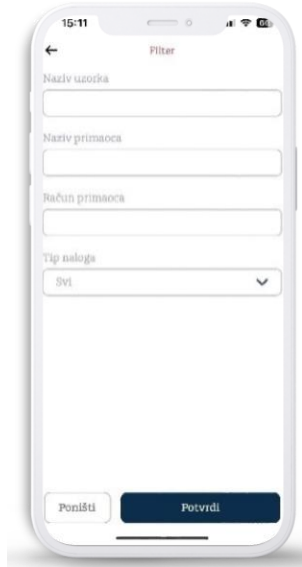 15:11
Filter
Naziv uzorka
Naziv primaoca
Račun primaoca
Tip naloga
Svi
Poništi
Potvrdi